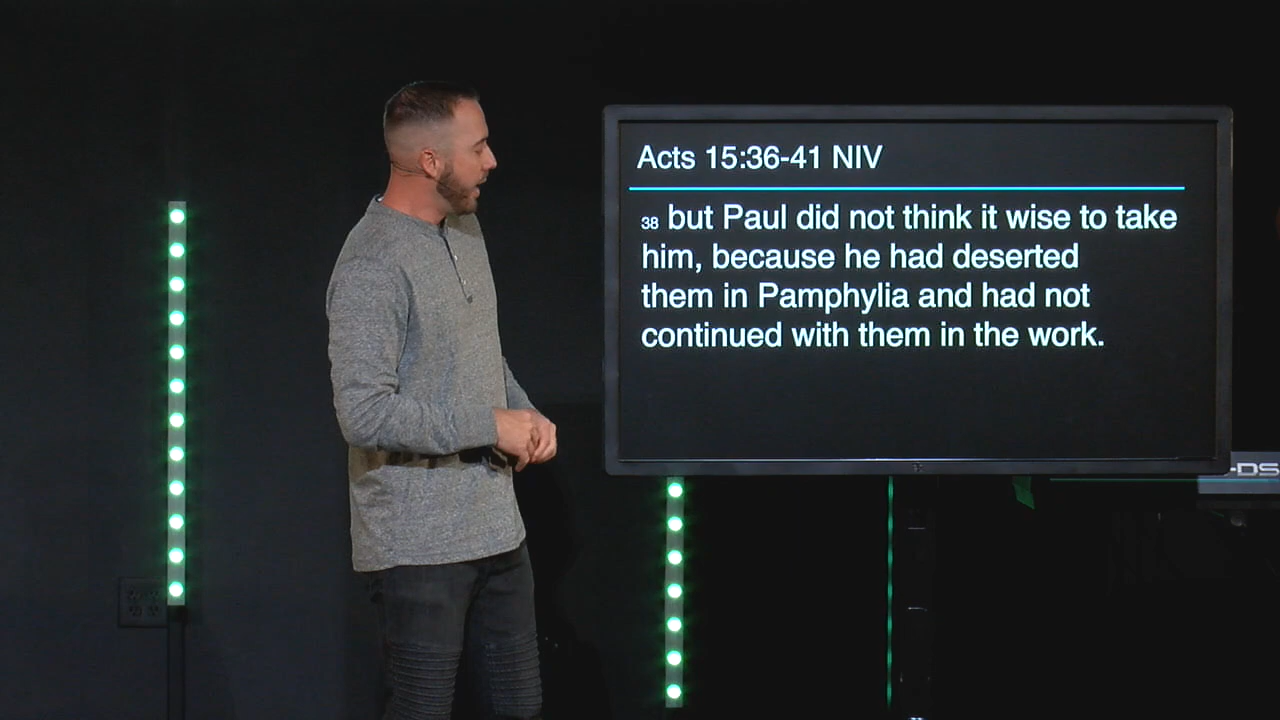 Acts 15:36-41 NIV
38 but Paul did not think it wise to take
him, because he had deserted
them in Pamphylia and had not
continued with them in the work.
-DS